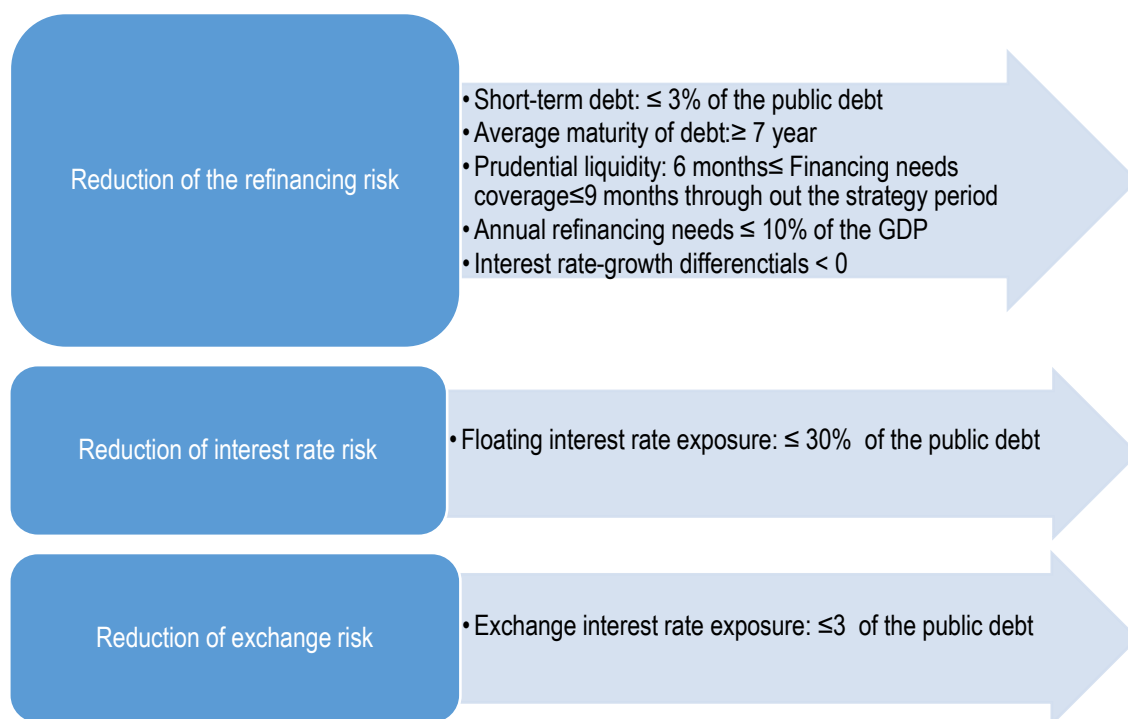 Reduction of the refinancing risk
• Short-term debt: ≤ 3% of the public debt
• Average maturity of debt:≥ 7 year
• Prudential liquidity: 6 months≤ Financing needs
coverage≤9 months through out the strategy period
• Annual refinancing needs ≤ 10% of the GDP
• Interest rate-growth differenctials < 0
Reduction of interest rate risk
• Floating interest rate exposure: ≤ 30% of the public debt
Reduction of exchange risk
• Exchange interest rate exposure: ≤3 of the public debt